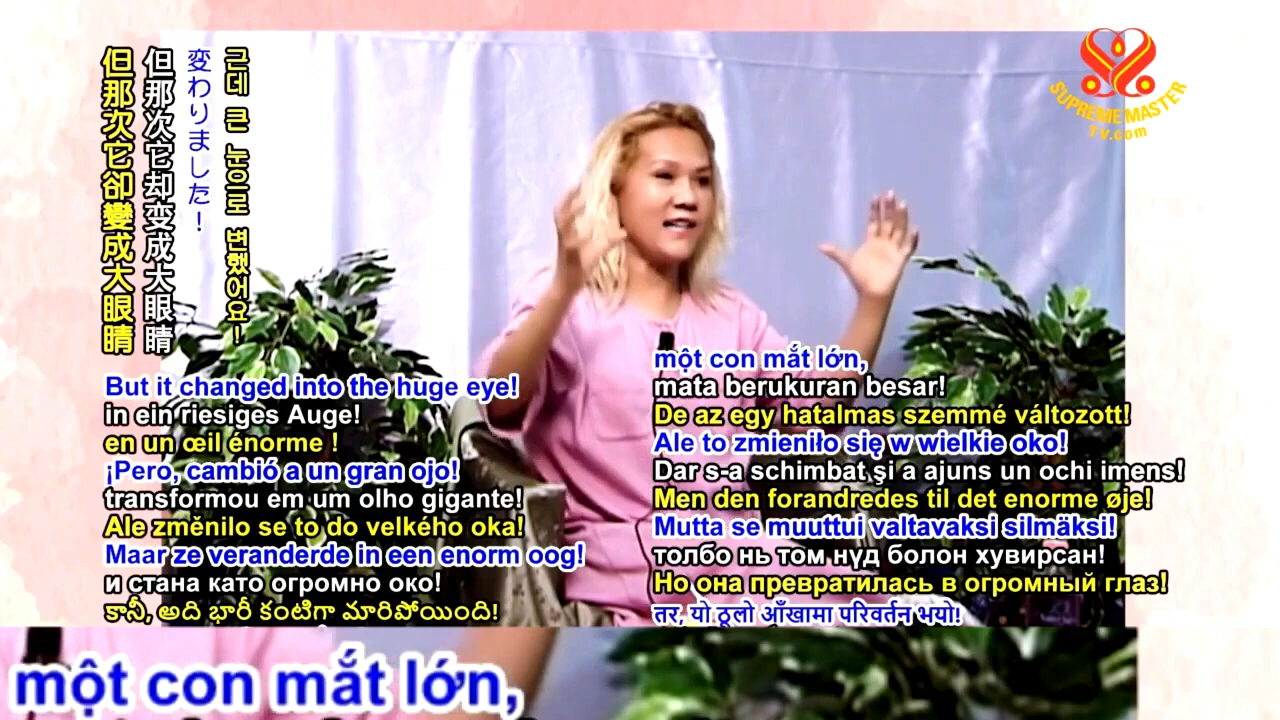 但那次它卻變成大眼睛
但那次它却变成大眼睛
変わりました！
근데 큰 눈으로 변했어요!
SUPREME MASTER
TV.com
But it changed into the huge eye!
in ein riesiges Auge!
en un œil énorme !
¡Pero, cambió a un gran ojo!
transformou em um olho gigante!
Ale změnilo se to do velkého oka!
Maar ze veranderde in een enorm oog!
и стана като огромно око!
కానీ, అది భారీ కంటిగా మారిపోయింది!
một con mắt lớn,
mata berukuran besar!
De az egy hatalmas szemmé változott!
Ale to zmieniło się w wielkie oko!
Dar s-a schimbat şi a ajuns un ochi imens!
Men den forandredes til det enorme øje!
Mutta se muuttui valtavaksi silmäksi!
толбо нь том нүд болон хувирсан!
Но она превратилась в огромный глаз!
तर, यो ठूलो आँखामा परिवर्तन भयो!
một con mắt lớn,